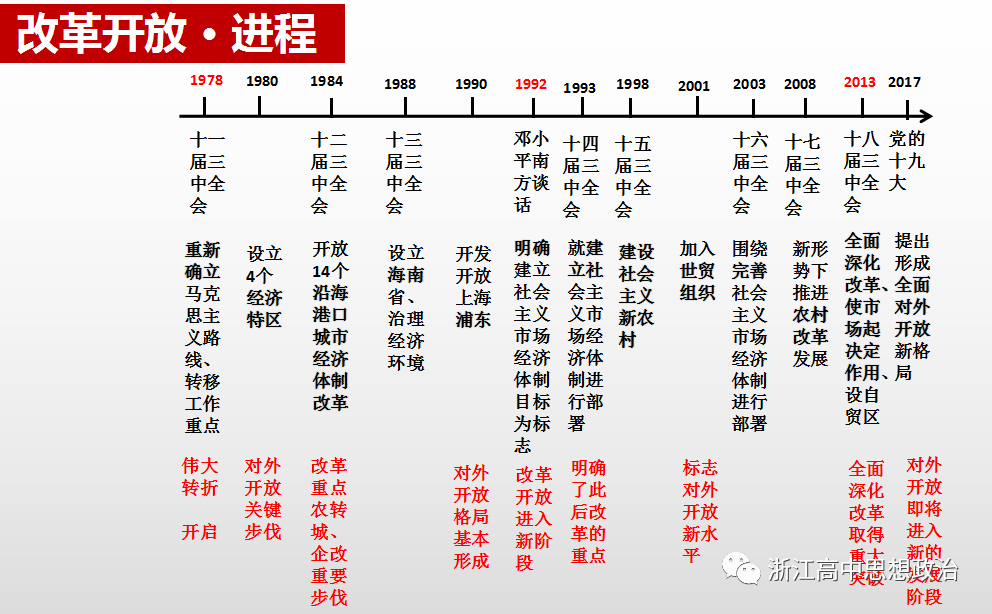 改革开放·进程
1978
1980
1984
1988
1990
1992
1993
1998
2001
2003
2008
2013
2017
十一
届三
中全
会
十二
届三
中全
会
十三
届三
中全
会
邓小
平南
方谈
话
十四
届三
中全
会
十五
届三
中全
会
十六
届三
中全
会
十七
届三
中全
会
十八
届三
中全
会
党的
十九
大
重新
确立
马克
思主
义路
线、
转移
工作
重点
设立
4个
经济
特区
开放
14个
沿海
港口
城市
经济
体制
改革
设立
海南
省、
治理
经济
环境
开发
开放
上海
浦东
明确
建立
社会
主义
市场
经济
体制
目标
为标
志
就建
立社
会主
义市
场经
济体
制进
行部
署
建设
社会
主义
新农
村
加入
世贸
组织
围绕
完善
社会
主义
市场
经济
体制
进行
部署
新形
势下
推进
农村
改革
发展
全面
深化
改革、
使市
场起
决定
作用、
设自
贸区
提出
形成
全面
对外
开放
新格
局
伟大
转折
开启
对外
开放
关键
步伐
改革
重点
农转
城、
企改
重要
步伐
对外
开放
格局
基本
形成
改革
开放
进入
新阶
段
明确
了此
后改
革的
重点
标志
对外
开放
新水
平
全面
深化
改革
取得
重大
突破
对外
开放
即将
进入
新的
发展
阶段
浙江高中思想政治